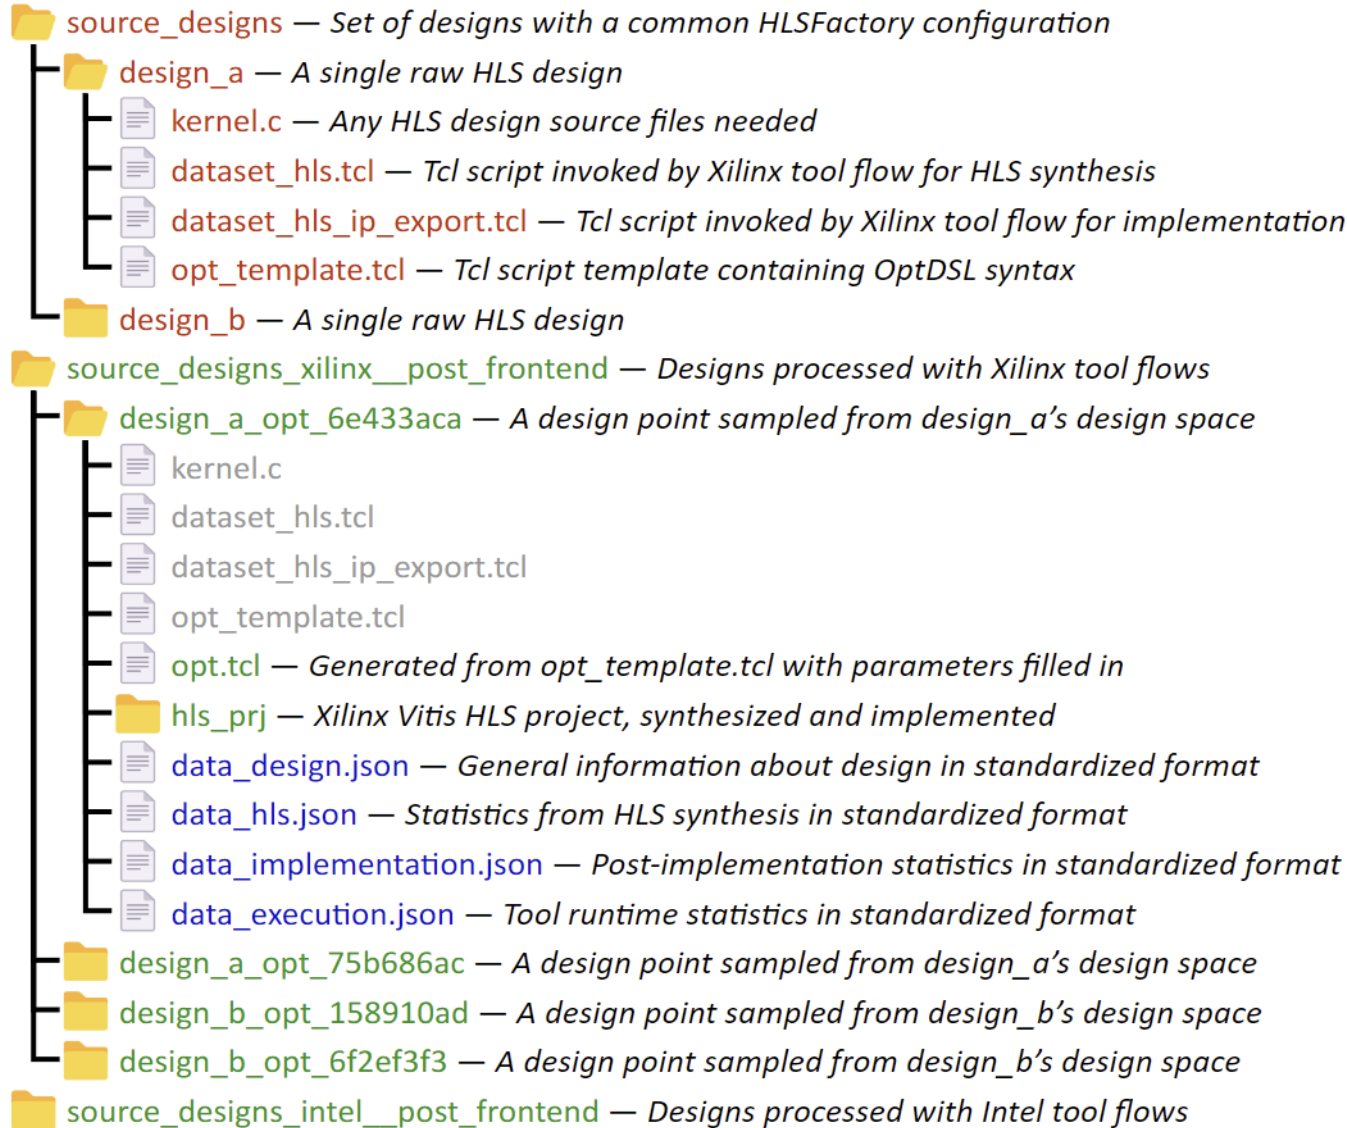 source_designs — Set of designs with a common HLSFactory configuration
design_a — A single raw HLS design
kernel.c — Any HLS design source files needed
dataset_hls.tcl — Tcl script invoked by Xilinx tool flow for HLS synthesis
dataset_hls_ip_export.tcl — Tcl script invoked by Xilinx tool flow for implementation
opt_template.tcl — Tcl script template containing OptDSL syntax
design_b — A single raw HLS design
source_designs_xilinx__post_frontend — Designs processed with Xilinx tool flows
design_a_opt_6e433aca — A design point sampled from design_a’s design space
kernel.c
dataset_hls.tcl
dataset_hls_ip_export.tcl
opt_template.tcl
opt.tcl — Generated from opt_template.tcl with parameters filled in
hls_prj — Xilinx Vitis HLS project, synthesized and implemented
data_design.json — General information about design in standardized format
data_hls.json — Statistics from HLS synthesis in standardized format
data_implementation.json — Post-implementation statistics in standardized format
data_execution.json — Tool runtime statistics in standardized format
design_a_opt_75b686ac — A design point sampled from design_a’s design space
design_b_opt_158910ad — A design point sampled from design_b’s design space
design_b_opt_6f2ef3f3 — A design point sampled from design_b’s design space
source_designs_intel__post_frontend — Designs processed with Intel tool flows